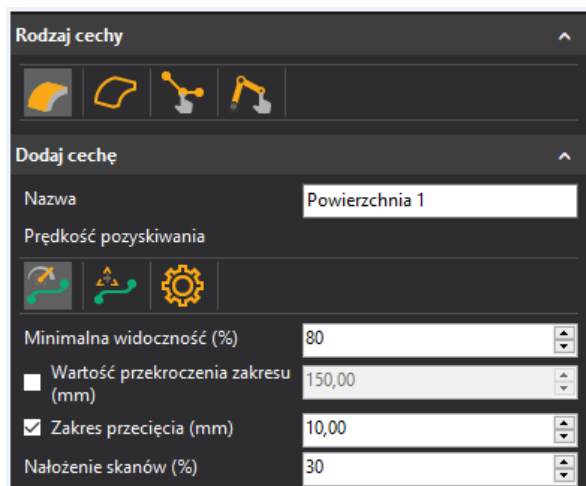 Rodzaj cechy
Dodaj cechę
Nazwa Powierzchnia 1
Prędkość pozyskiwania
Minimalna widoczność (%) 80
Wartość przekroczenia zakresu
(mm) 150,00
Zakres przecięcia (mm) 10,00
Nałożenie skanów (%) 30